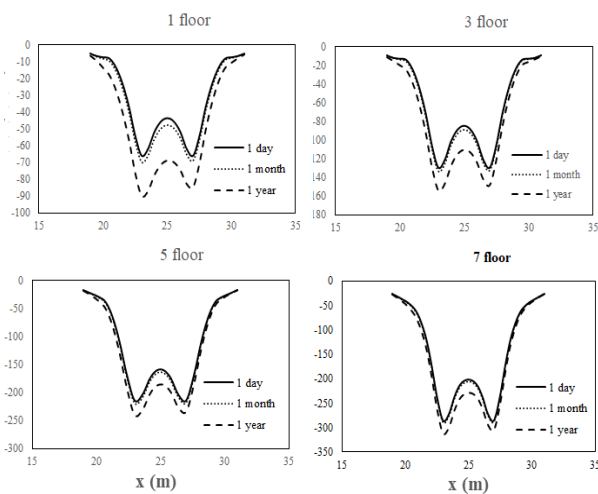 1 floor
0
-10
-20
-30
-40
-50
-60
-70
-80
-90
-100
1 day
1 month
1 year
15 20 25 30 35
3 floor
0
-20
-40
-60
-80
100
120
140
160
180
1 day
1 month
1 year
15 20 25 30 35
5 floor
0
-50
-100
-150
-200
-250
-300
1 day
1 month
1 year
15 20 25 30 35
x (m)
7 floor
0
-50
-100
-150
-200
-250
-300
-350
1 day
1 month
1 year
15 20 25 30 35
x (m)